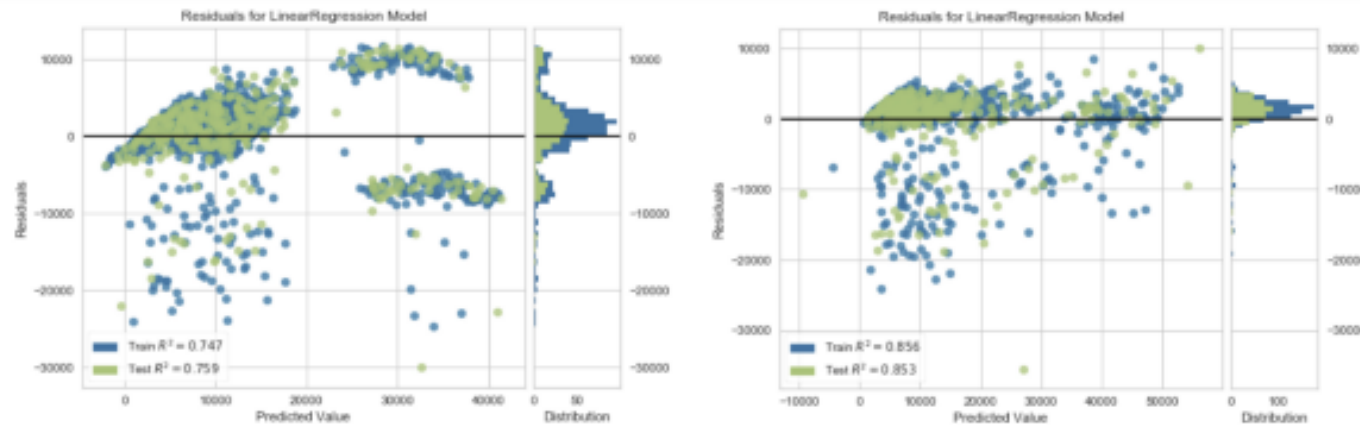 Residuals for LinearRegression Model
10000
0
−10000
−20000
−30000
Residuals
10000
0
−10000
−20000
−30000
Train R² = 0.747
Test R² = 0.759
0 10000 20000 30000 40000
Predicted Value
0 50
Distribution
Residuals for LinearRegression Model
10000
0
−10000
−20000
−30000
Residuals
10000
0
−10000
−20000
−3000
Train R² = 0.856
Test R² = 0.853
−10000 0 10000 20000 30000 40000 50000
Predicted Value
0 100
Distribution